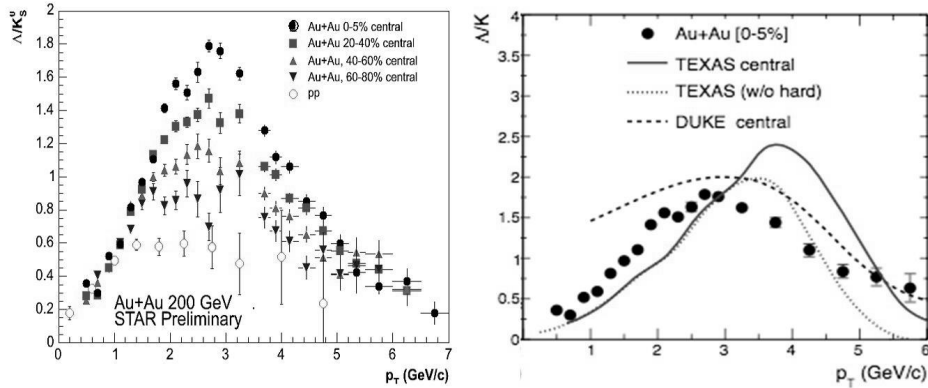 Λ/K⁰s
1.8
1.6
1.4
1.2
1
0.8
0.6
0.4
0.2
0
Au+Au 0-5% central
Au+Au 20-40% central
Au+Au, 40-60% central
Au+Au, 60-80% central
pp
Au+Au 200 GeV
STAR Preliminary
0 1 2 3 4 5 6 7
pT (GeV/c)
Λ/K
4
3.5
3
2.5
2
1.5
1
0.5
0
Au+Au [0-5%]
TEXAS central
TEXAS (w/o hard)
DUKE central
1 2 3 4 5 6
pT (GeV/c)